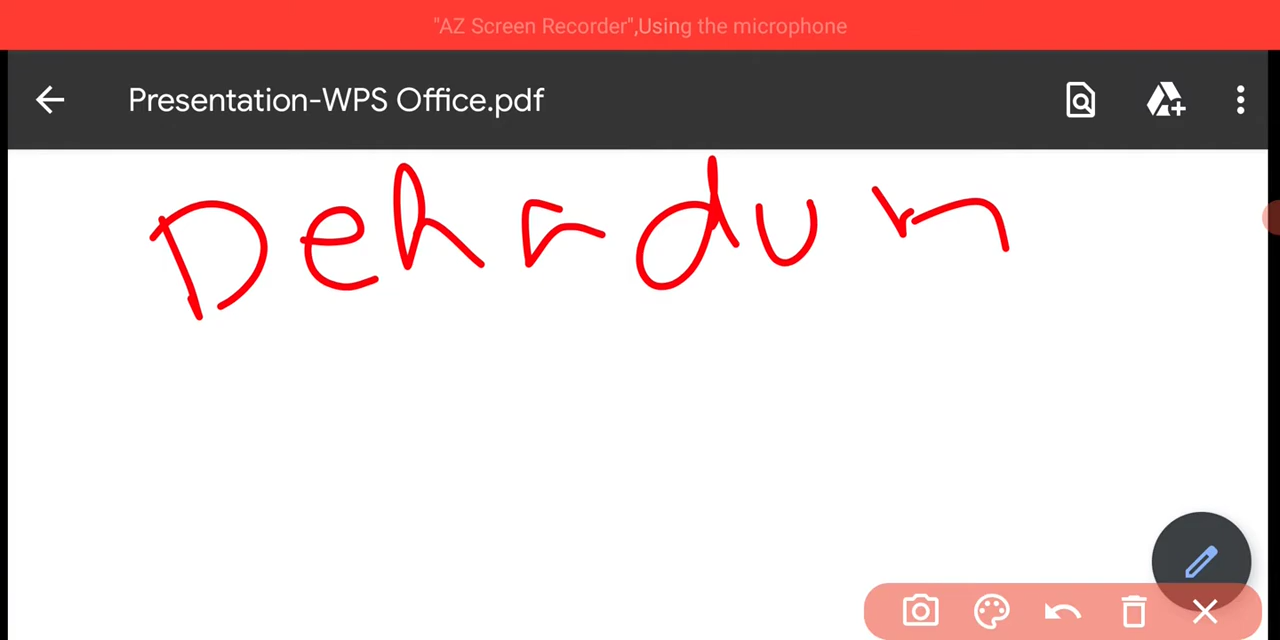 "AZ Screen Recorder",Using the microphone
Presentation-WPS Office.pdf
Dehradun